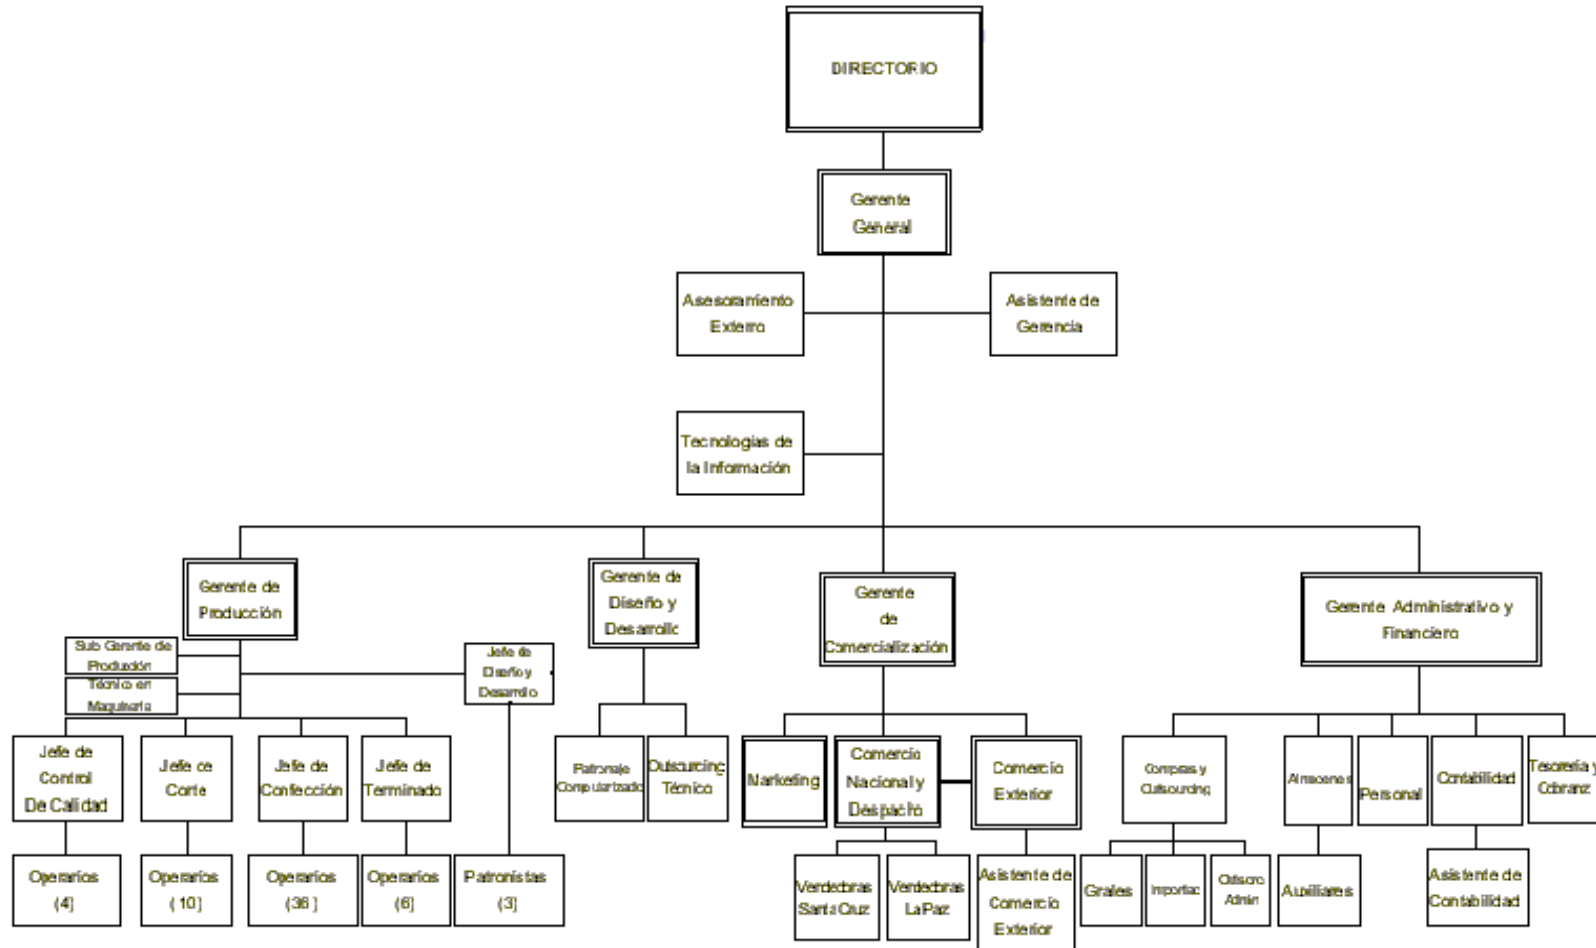 DIRECTORIO
Gerente
General
Asesoramiento
Externo
Asistente de
Gerencia
Tecnologías de
la Información
Gerente de
Producción
Gerente de
Diseño y
Desarrollo
Gerente
de
Comercialización
Gerente Administrativo y
Financiero
Sub Gerente de
Producción
Técnico en
Maquinaria
Jefe de
Diseño y
Desarrollo
Jefe de
Control
De Calidad
Jefe de
Corte
Jefe de
Confección
Jefe de
Terminado
Patronaje
Computarizado
Outsourcing
Técnico
Marketing
Comercio
Nacional y
Despacho
Comercio
Exterior
Compras y
Outsourcing
Almacenes
Personal
Contabilidad
Tesorería y
Cobranz
Operarios
(4)
Operarios
(10)
Operarios
(36)
Operarios
(6)
Patronistas
(3)
Vendedoras
Santa Cruz
Vendedoras
La Paz
Asistente de
Comercio
Exterior
Grales
Importac
Admin
Auxiliares
Asistente de
Contabilidad